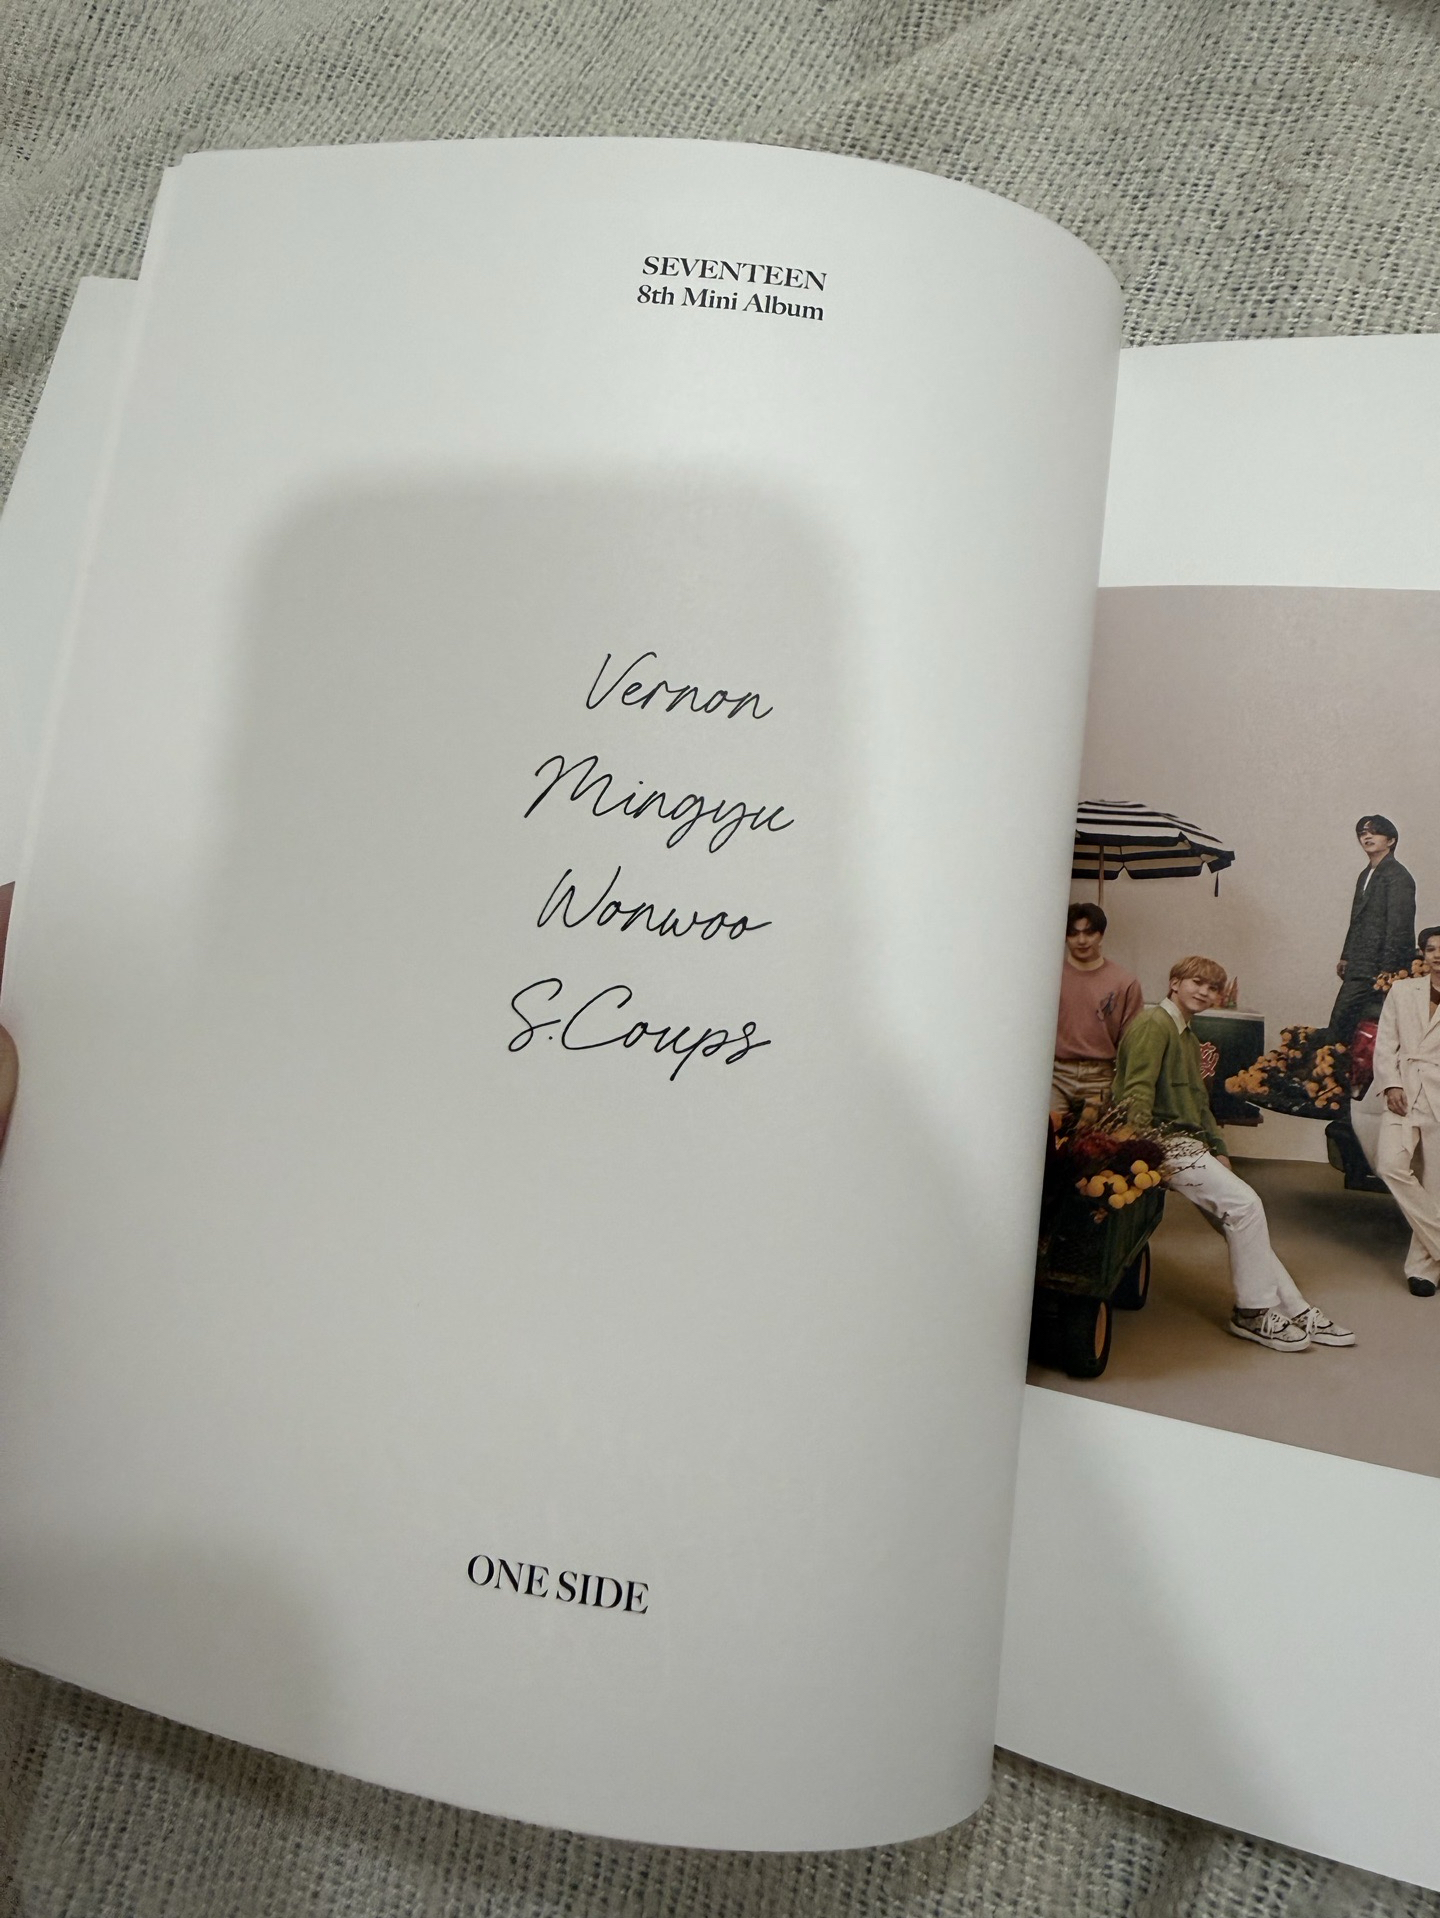 SEVENTEEN
8th Mini Album
Vernon
Mingyu
Wonwoo
S.Coups
ONE SIDE